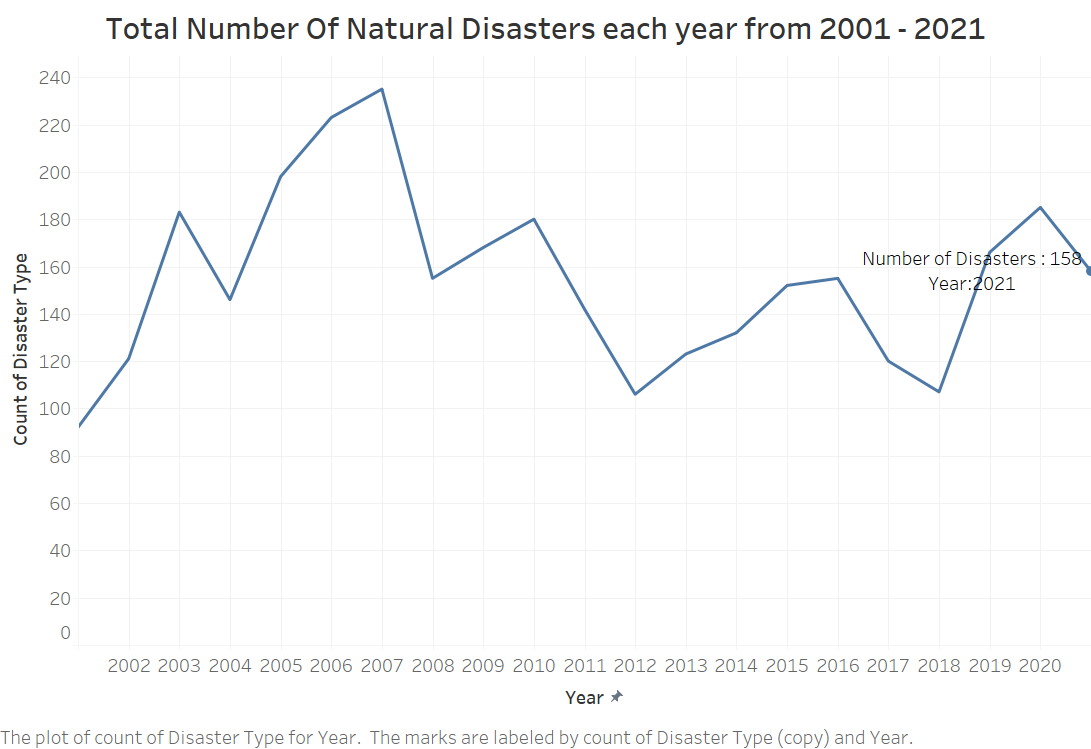 Total Number Of Natural Disasters each year from 2001 - 2021
240
220
200
180
160
140
120
100
80
60
40
20
0
Count of Disaster Type
Number of Disasters : 158
Year:2021
2002 2003 2004 2005 2006 2007 2008 2009 2010 2011 2012 2013 2014 2015 2016 2017 2018 2019 2020
Year
The plot of count of Disaster Type for Year.  The marks are labeled by count of Disaster Type (copy) and Year.